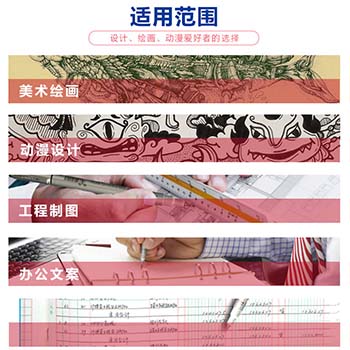 适用范围
设计、绘画、动漫爱好者的选择
美术绘画
动漫设计
工程制图
办公文案